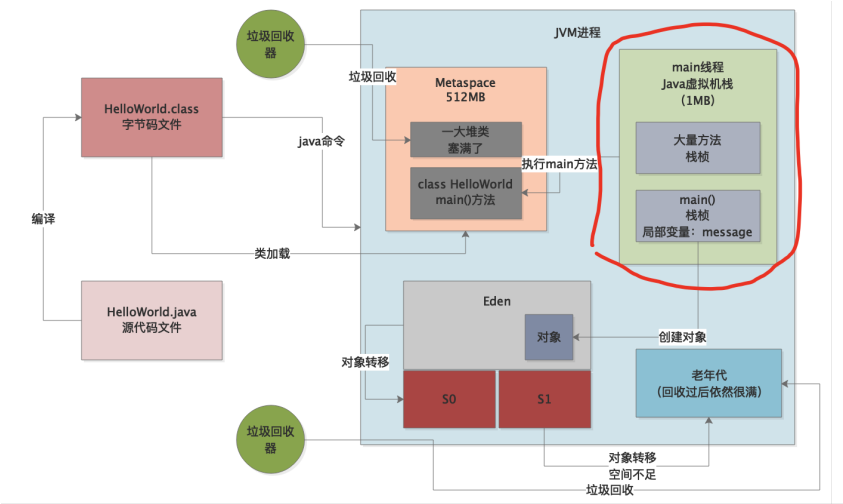 JVM进程
垃圾回收
器
垃圾回收
Metaspace
512MB
main线程
Java虚拟机栈
（1MB）
HelloWorld.class
字节码文件
java命令
一大堆类
塞满了
大量方法
栈桢
执行main方法
class HelloWorld
main()方法
main()
栈桢
局部变量：message
编译
类加载
HelloWorld.java
源代码文件
Eden
对象
创建对象
对象转移
S0
S1
老年代
（回收过后依然很满）
垃圾回收
器
对象转移
空间不足
垃圾回收